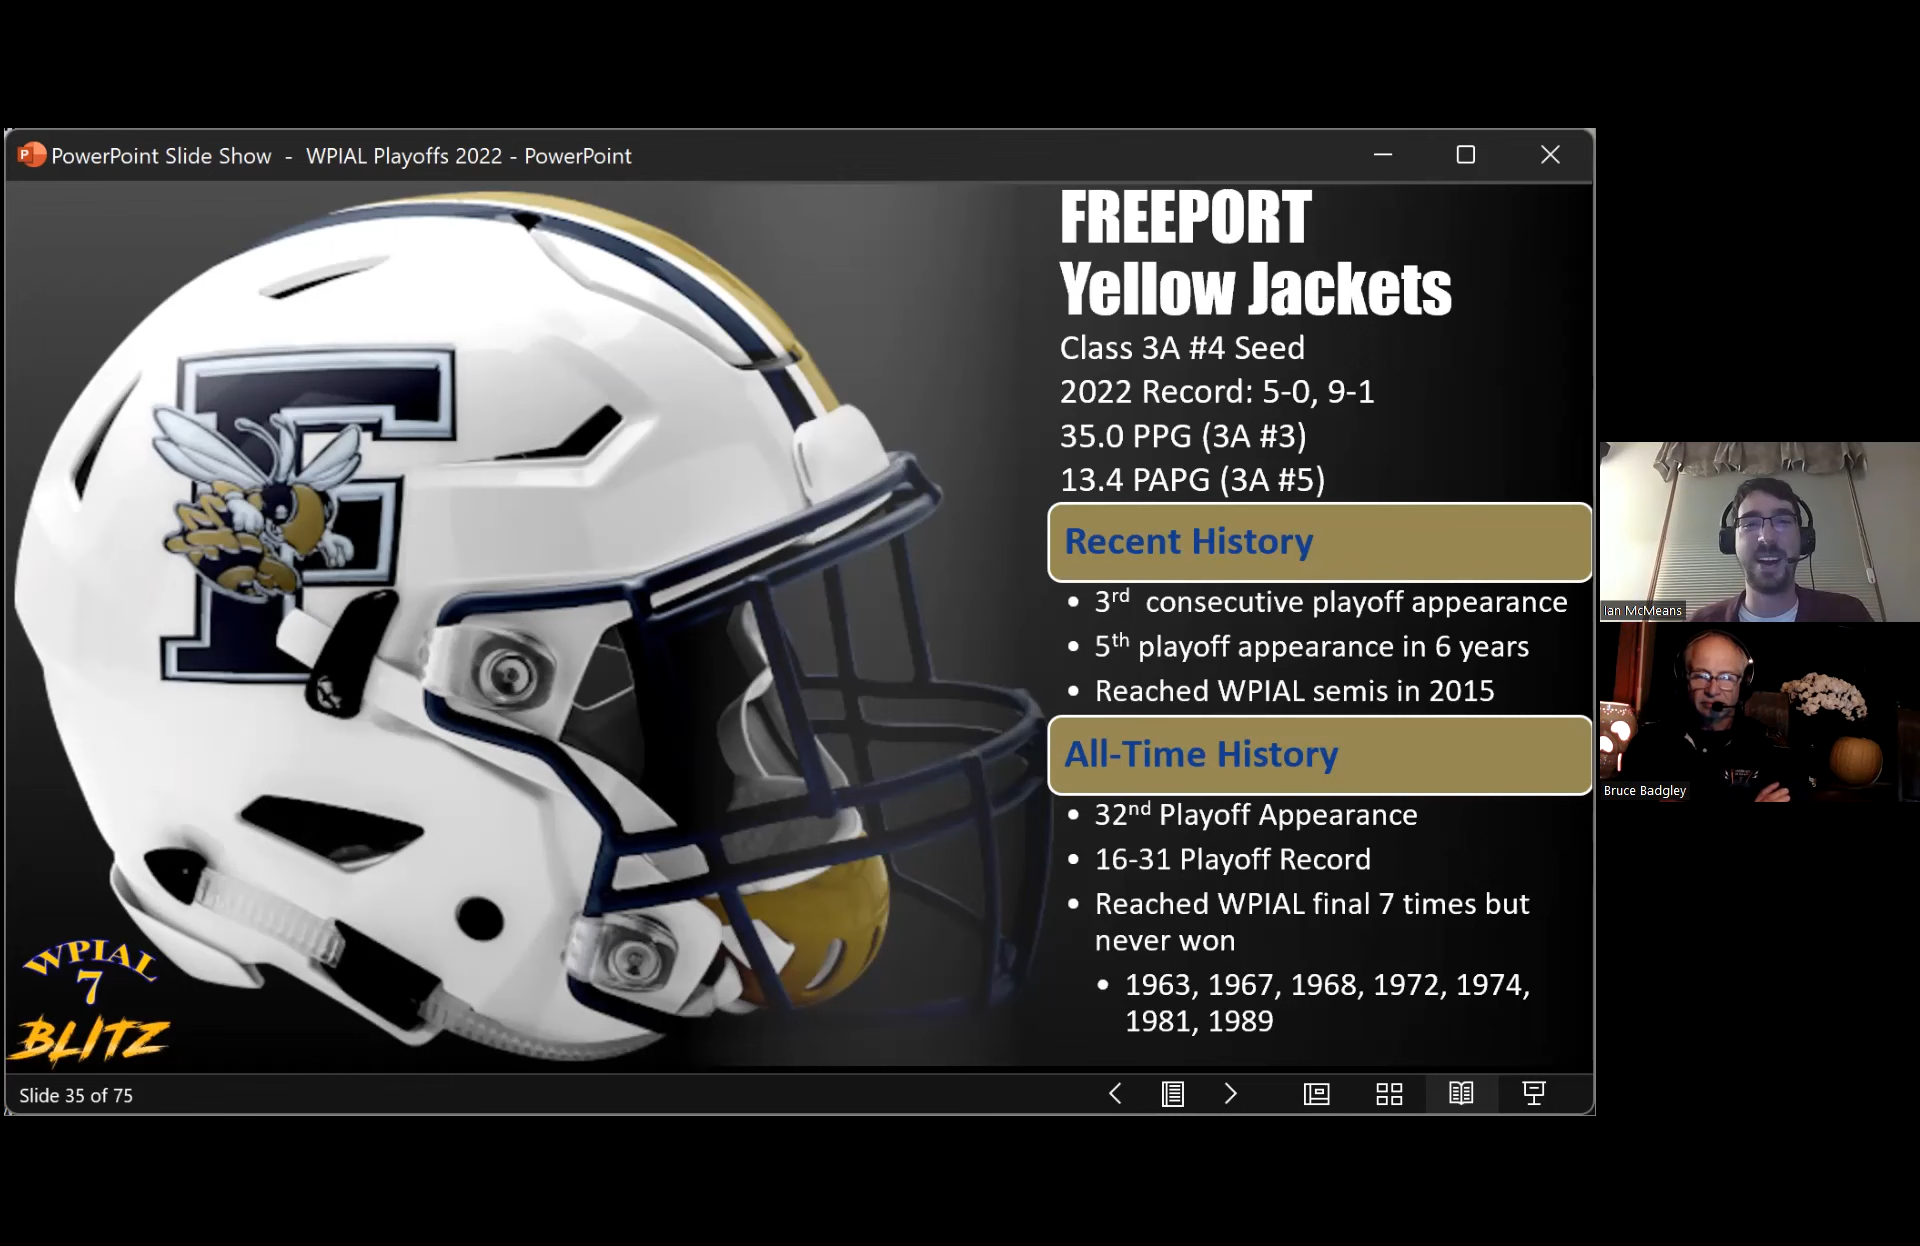 PowerPoint Slide Show - WPIAL Playoffs 2022 - PowerPoint
FREEPORT
Yellow Jackets
Class 3A #4 Seed
2022 Record: 5-0, 9-1
35.0 PPG (3A #3)
13.4 PAPG (3A #5)
Recent History
• 3rd consecutive playoff appearance
• 5th playoff appearance in 6 years
• Reached WPIAL semis in 2015
All-Time History
• 32nd Playoff Appearance
• 16-31 Playoff Record
• Reached WPIAL final 7 times but
never won
• 1963, 1967, 1968, 1972, 1974,
1981, 1989
F
WPIAL
7
BLITZ
Slide 35 of 75
Ian McMeans
Bruce Badgley